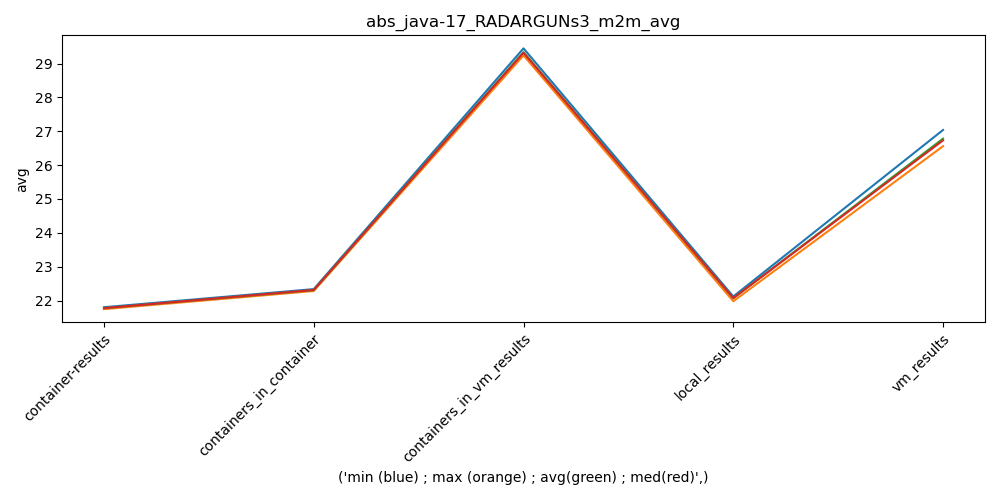 abs_java-17_RADARGUNs3_m2m_avg
29
28
27
26
25
24
23
22
avg
container-results
containers_in_container
containers_in_vm_results
local_results
vm_results
('min (blue) ; max (orange) ; avg(green) ; med(red)',)